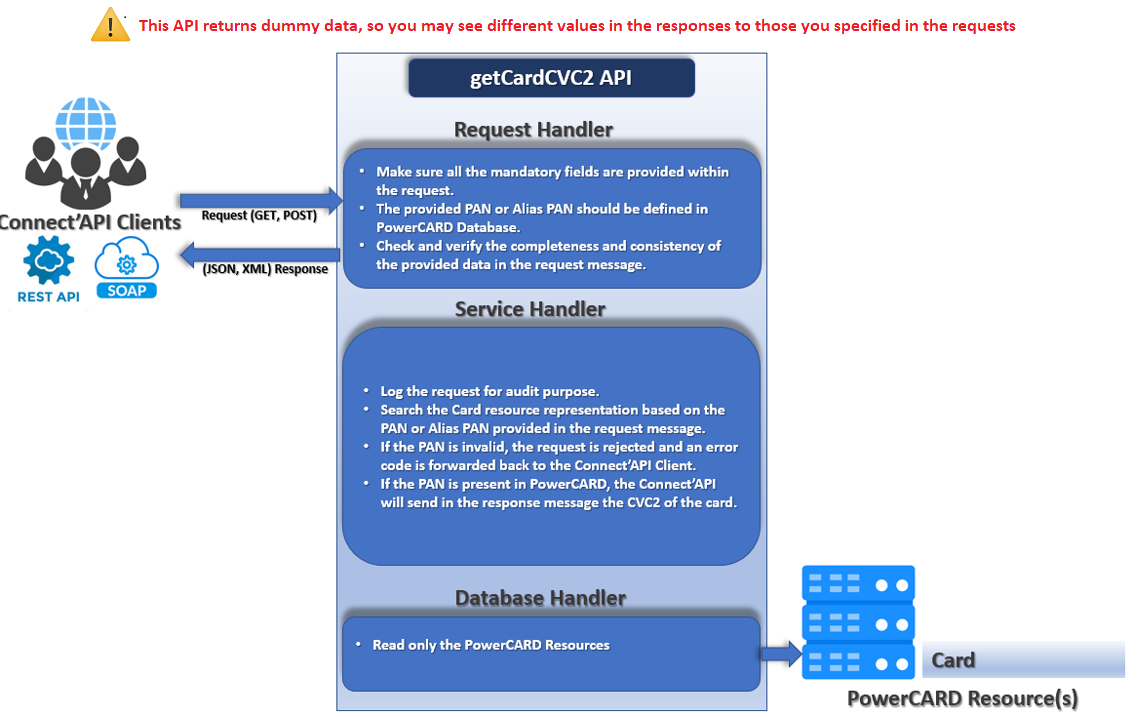 This API returns dummy data, so you may see different values in the responses to those you specified in the requests
getCardCVC2 API
Request Handler
• Make sure all the mandatory fields are provided within
the request.
• The provided PAN or Alias PAN should be defined in
PowerCARD Database.
• Check and verify the completeness and consistency of
the provided data in the request message.
Connect'API Clients
REST API
SOAP
Request (GET, POST)
(JSON, XML) Response
Service Handler
• Log the request for audit purpose.
• Search the Card resource representation based on the
PAN or Alias PAN provided in the request message.
• If the PAN is invalid, the request is rejected and an error
code is forwarded back to the Connect'API Client.
• If the PAN is present in PowerCARD, the Connect'API
will send in the response message the CVC2 of the card.
Database Handler
• Read only the PowerCARD Resources
Card
PowerCARD Resource(s)